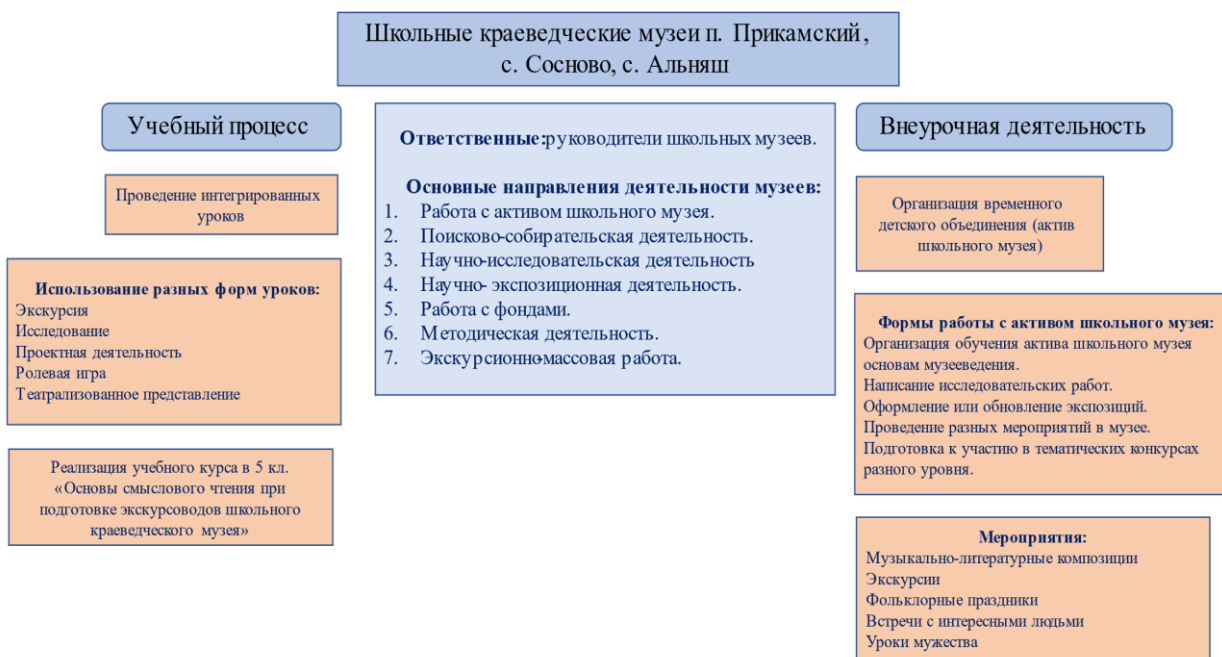 Школьные краеведческие музеи п. Прикамский,
с. Сосново, с. Альняш
Учебный процесс
Проведение интегрированных
уроков
Использование разных форм уроков:
Экскурсия
Исследование
Проектная деятельность
Ролевая игра
Театрализованное представление
Реализация учебного курса в 5 кл.
«Основы смыслового чтения при
подготовке экскурсоводов школьного
краеведческого музея»
Ответственные:руководители школьных музеев.
Основные направления деятельности музеев:
1. Работа с активом школьного музея.
2. Поисково-собирательская деятельность.
3. Научно-исследовательская деятельность
4. Научно- экспозиционная деятельность.
5. Работа с фондами.
6. Методическая деятельность.
7. Экскурсионно-массовая работа.
Внеурочная деятельность
Организация временного
детского объединения (актив
школьного музея)
Формы работы с активом школьного музея:
Организация обучения актива школьного музея
основам музееведения.
Написание исследовательских работ.
Оформление или обновление экспозиций.
Проведение разных мероприятий в музее.
Подготовка к участию в тематических конкурсах
разного уровня.
Мероприятия:
Музыкально-литературные композиции
Экскурсии
Фольклорные праздники
Встречи с интересными людьми
Уроки мужества